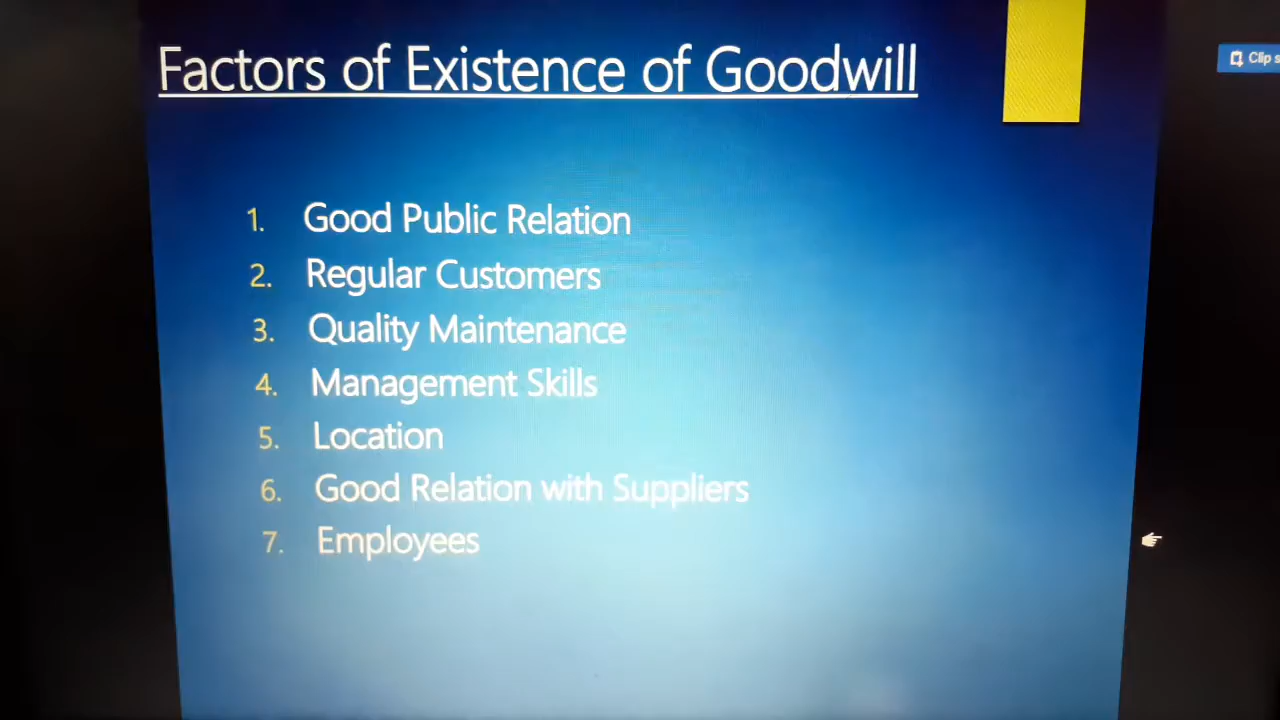 Factors of Existence of Goodwill
Clip
1. Good Public Relation
2. Regular Customers
3. Quality Maintenance
4. Management Skills
5. Location
6. Good Relation with Suppliers
7. Employees